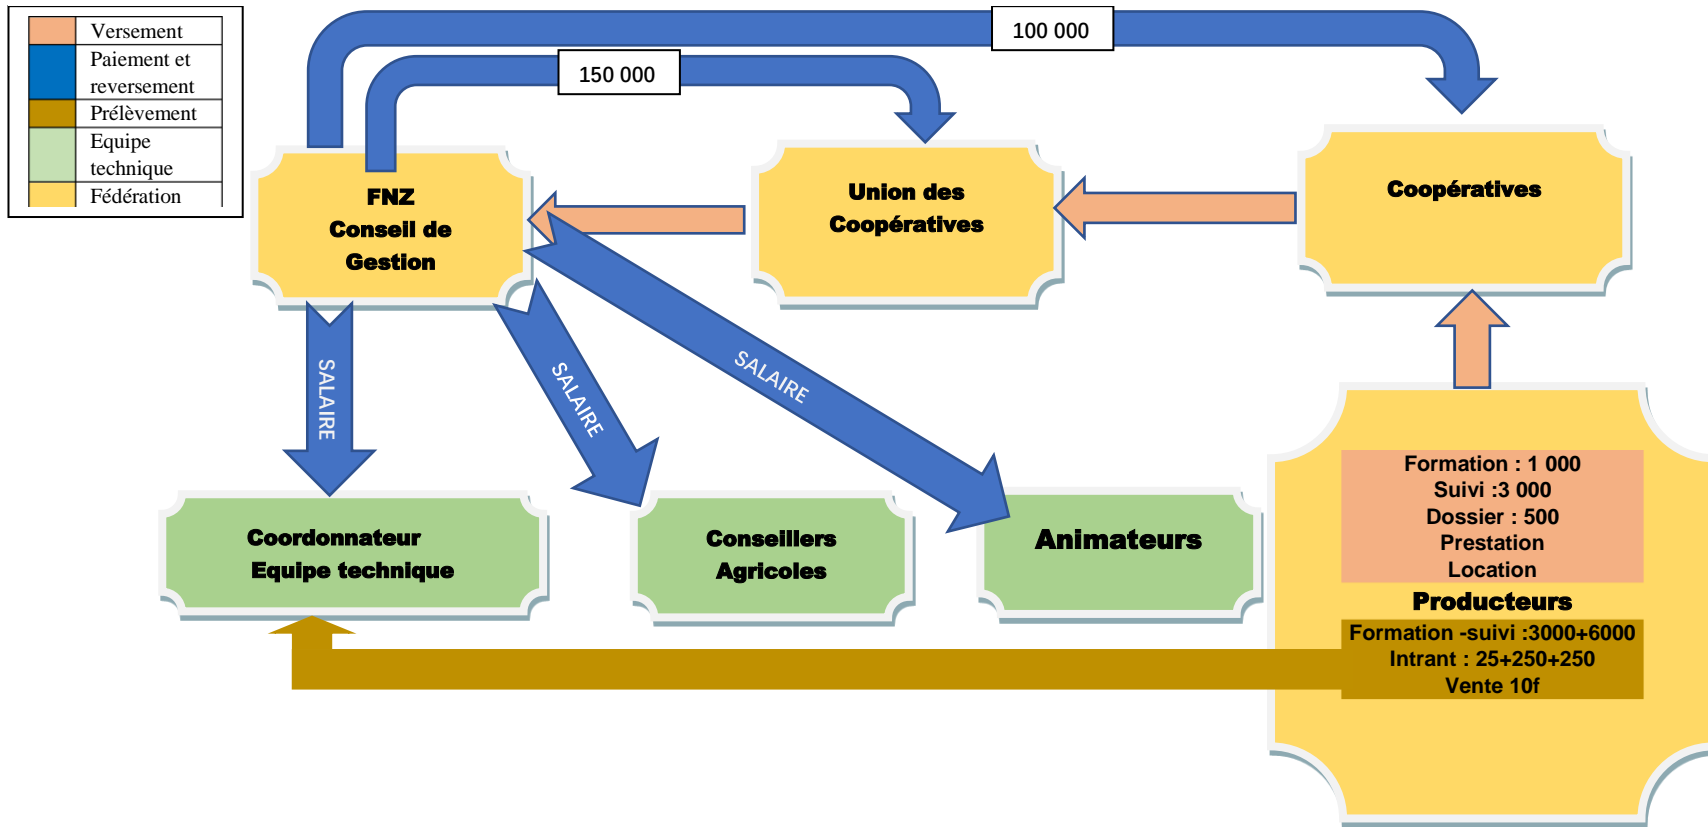 Versement
Paiement et
reversement
Prélèvement
Equipe
technique
Fédération
100 000
150 000
FNZ
Conseil de
Gestion
Union des
Coopératives
Coopératives
SALAIRE
SALAIRE
SALAIRE
Coordonnateur
Equipe technique
Conseillers
Agricoles
Animateurs
Formation : 1 000
Suivi :3 000
Dossier : 500
Prestation
Location
Producteurs
Formation -suivi :3000+6000
Intrant : 25+250+250
Vente 10f